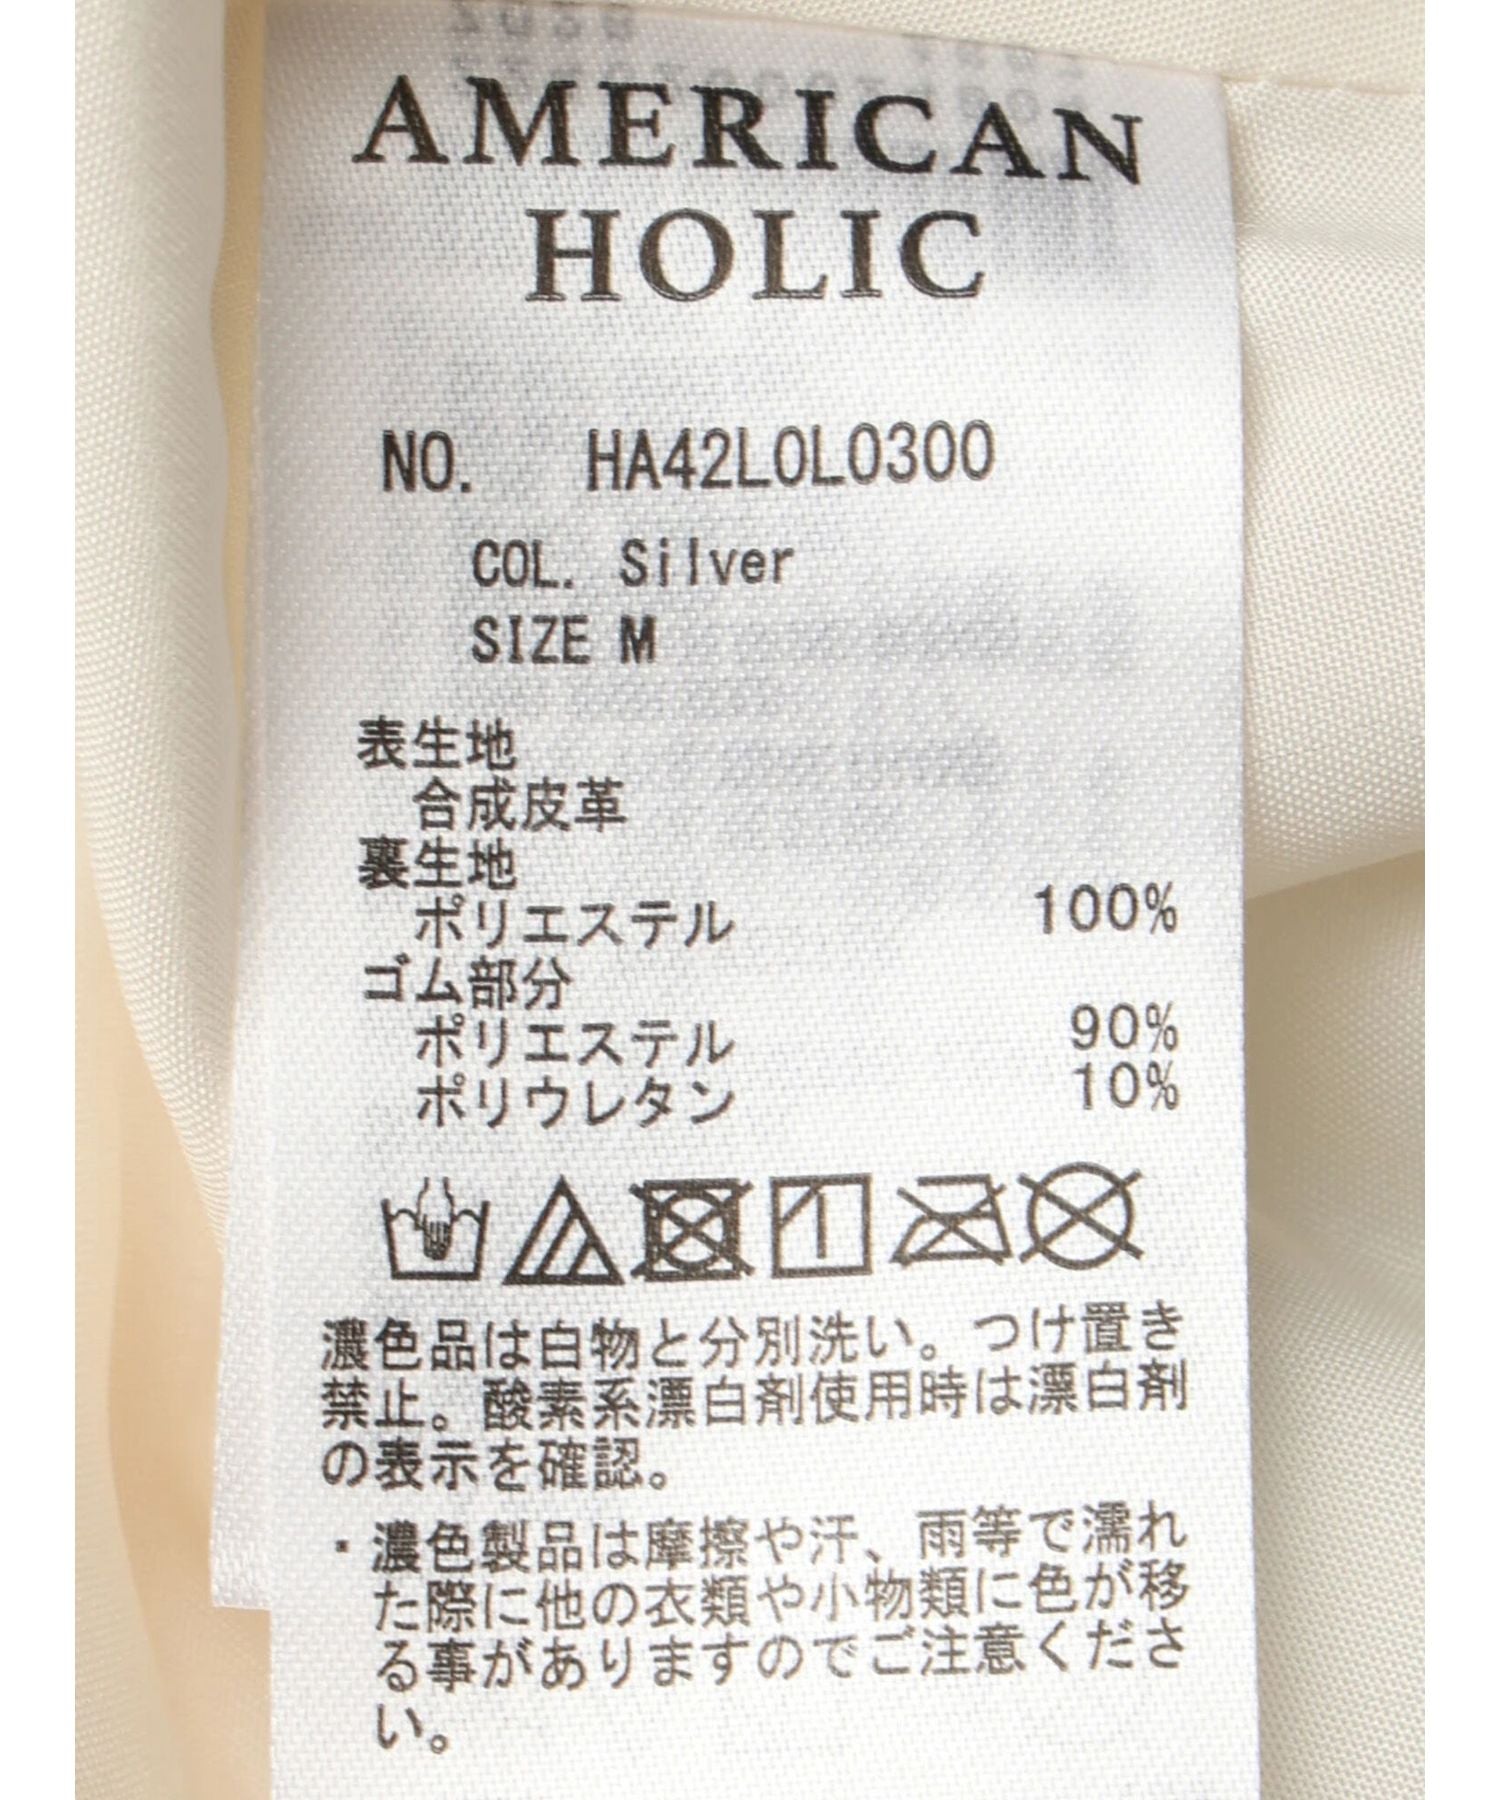 AMERICAN
HOLIC
NO. HA42L0L0300
COL. Silver
SIZE M
表生地
合成皮革
裏生地
ポリエステル 100%
ゴム部分
ポリエステル 90%
ポリウレタン 10%
濃色品は白物と分別洗い。つけ置き
禁止。酸素系漂白剤使用時は漂白剤
の表示を確認。
・濃色製品は摩擦や汗、雨等で濡れ
た際に他の衣類や小物類に色が移
る事がありますのでご注意くださ
い。